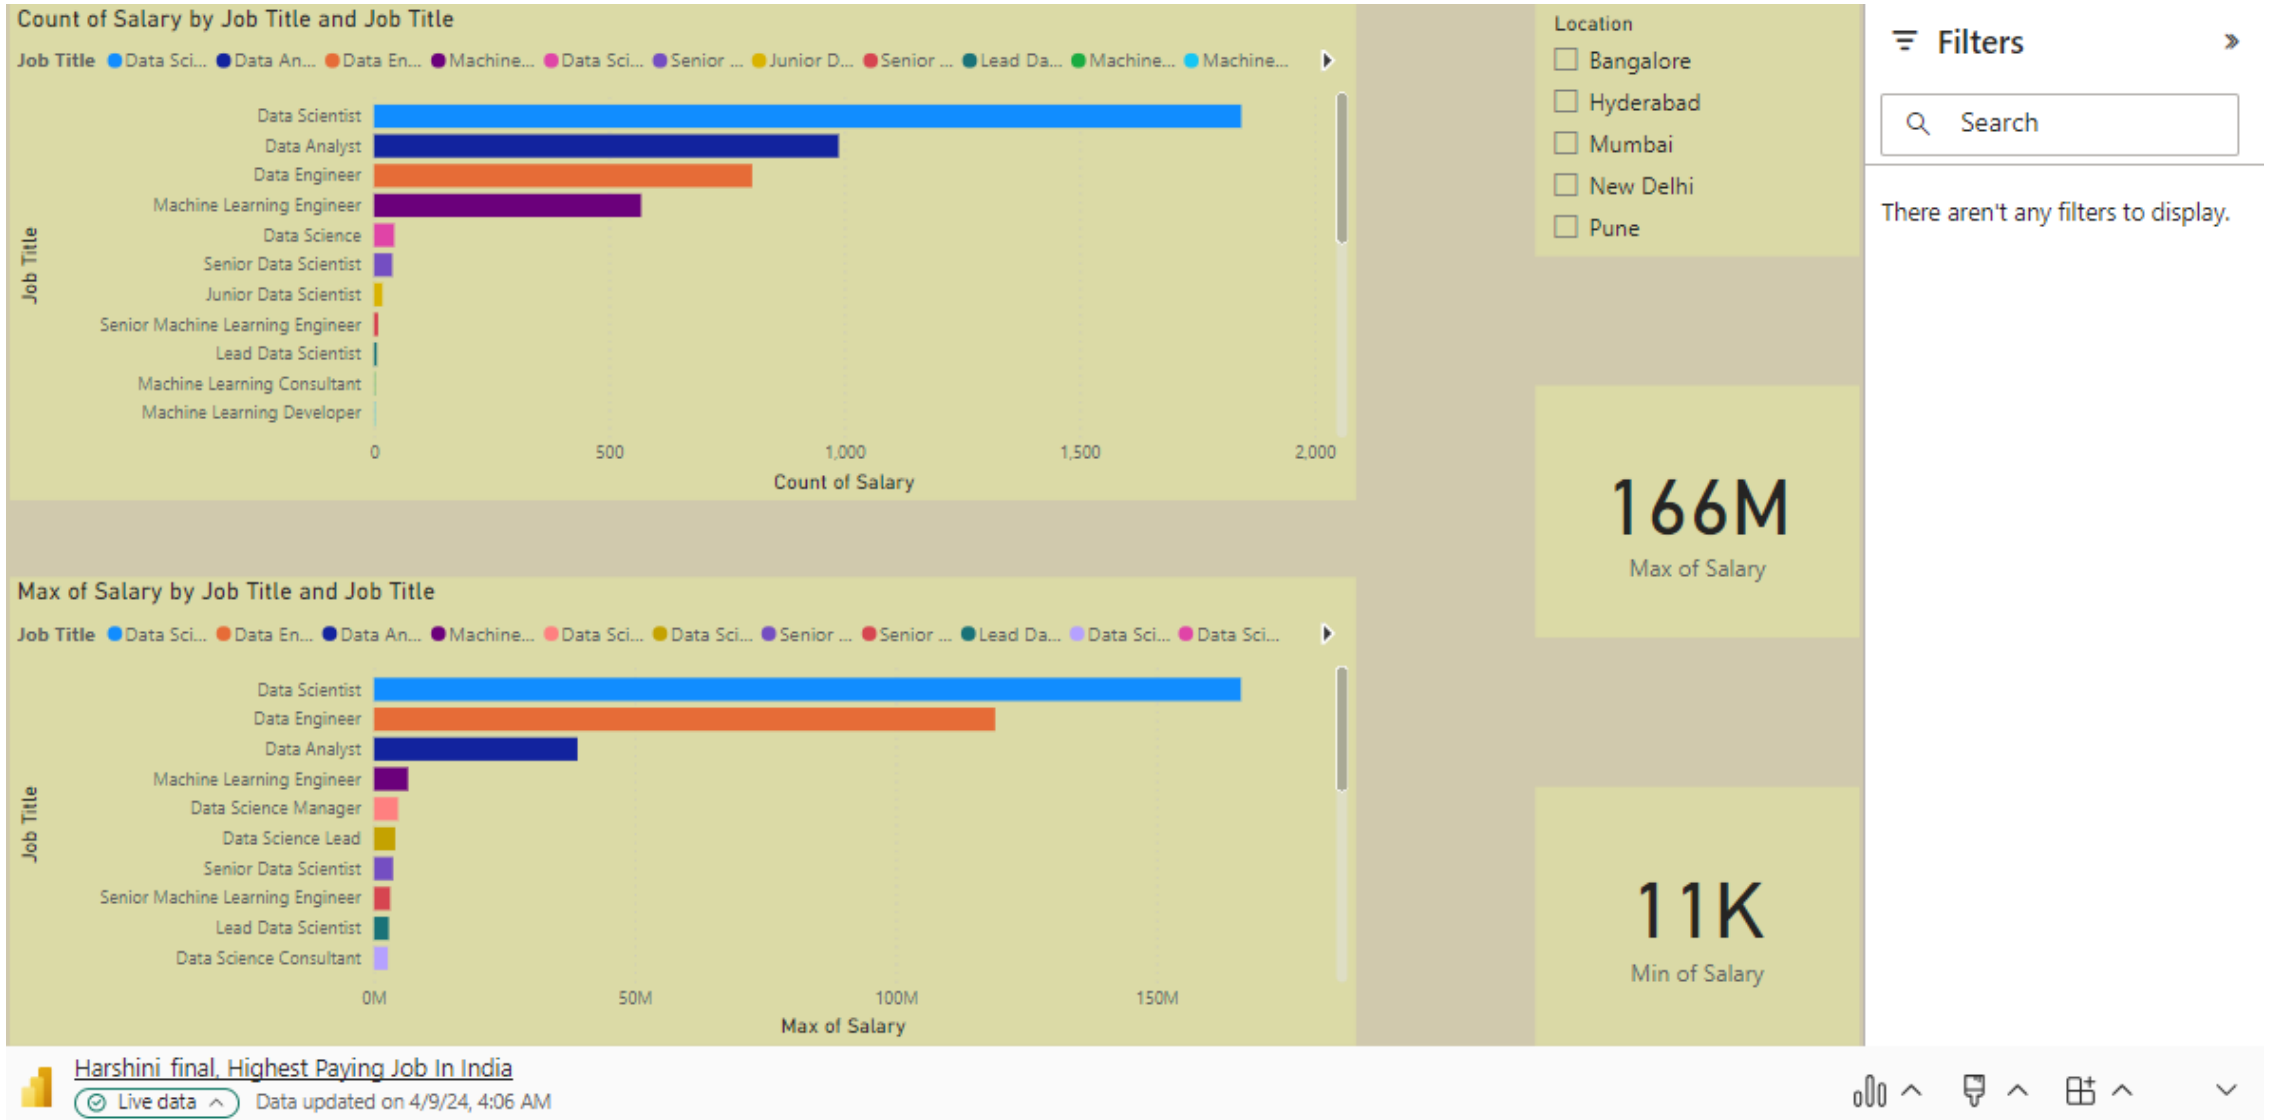 Count of Salary by Job Title and Job Title
Job Title Data Sci... Data An... Data En... Machine... Data Sci... Senior ... Junior D... Senior ... Lead Da... Machine... Machine...
Job Title
Data Scientist
Data Analyst
Data Engineer
Machine Learning Engineer
Data Science
Senior Data Scientist
Junior Data Scientist
Senior Machine Learning Engineer
Lead Data Scientist
Machine Learning Consultant
Machine Learning Developer
0 500 1,000 1,500 2,000
Count of Salary
Max of Salary by Job Title and Job Title
Job Title Data Sci... Data En... Data An... Machine... Data Sci... Data Sci... Senior ... Senior ... Lead Da... Data Sci... Data Sci...
Job Title
Data Scientist
Data Engineer
Data Analyst
Machine Learning Engineer
Data Science Manager
Data Science Lead
Senior Data Scientist
Senior Machine Learning Engineer
Lead Data Scientist
Data Science Consultant
0M 50M 100M 150M
Max of Salary
Location
Bangalore
Hyderabad
Mumbai
New Delhi
Pune
166M
Max of Salary
11K
Min of Salary
Filters
Search
There aren't any filters to display.
Harshini_final, Highest Paying Job In India
Live data Data updated on 4/9/24, 4:06 AM